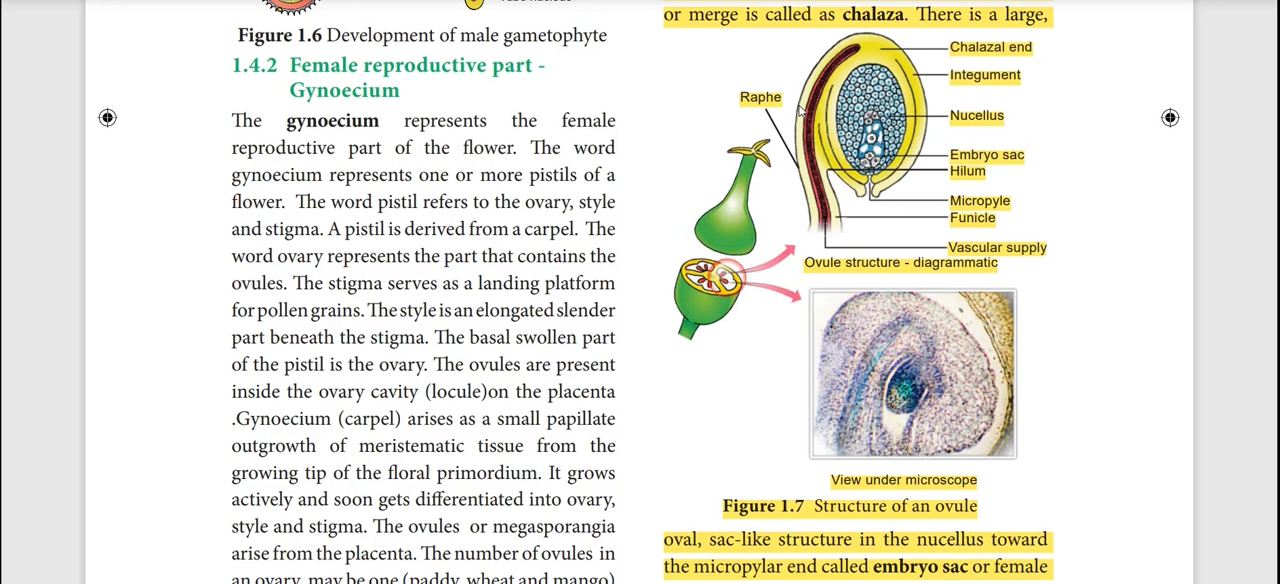 Figure 1.6 Development of male gametophyte
1.4.2 Female reproductive part -
Gynoecium
The gynoecium represents the female
reproductive part of the flower. The word
gynoecium represents one or more pistils of a
flower. The word pistil refers to the ovary, style
and stigma. A pistil is derived from a carpel. The
word ovary represents the part that contains the
ovules. The stigma serves as a landing platform
for pollen grains. The style is an elongated slender
part beneath the stigma. The basal swollen part
of the pistil is the ovary. The ovules are present
inside the ovary cavity (locule)on the placenta
.Gynoecium (carpel) arises as a small papillate
outgrowth of meristematic tissue from the
growing tip of the floral primordium. It grows
actively and soon gets differentiated into ovary,
style and stigma. The ovules or megasporangia
arise from the placenta. The number of ovules in
an ovary may be one (paddy, wheat and mango)
or merge is called as chalaza. There is a large,
Chalazal end
Integument
Raphe
Nucellus
Embryo sac
Hilum
Micropyle
Funicle
Vascular supply
Ovule structure - diagrammatic
View under microscope
Figure 1.7 Structure of an ovule
oval, sac-like structure in the nucellus toward
the micropylar end called embryo sac or female